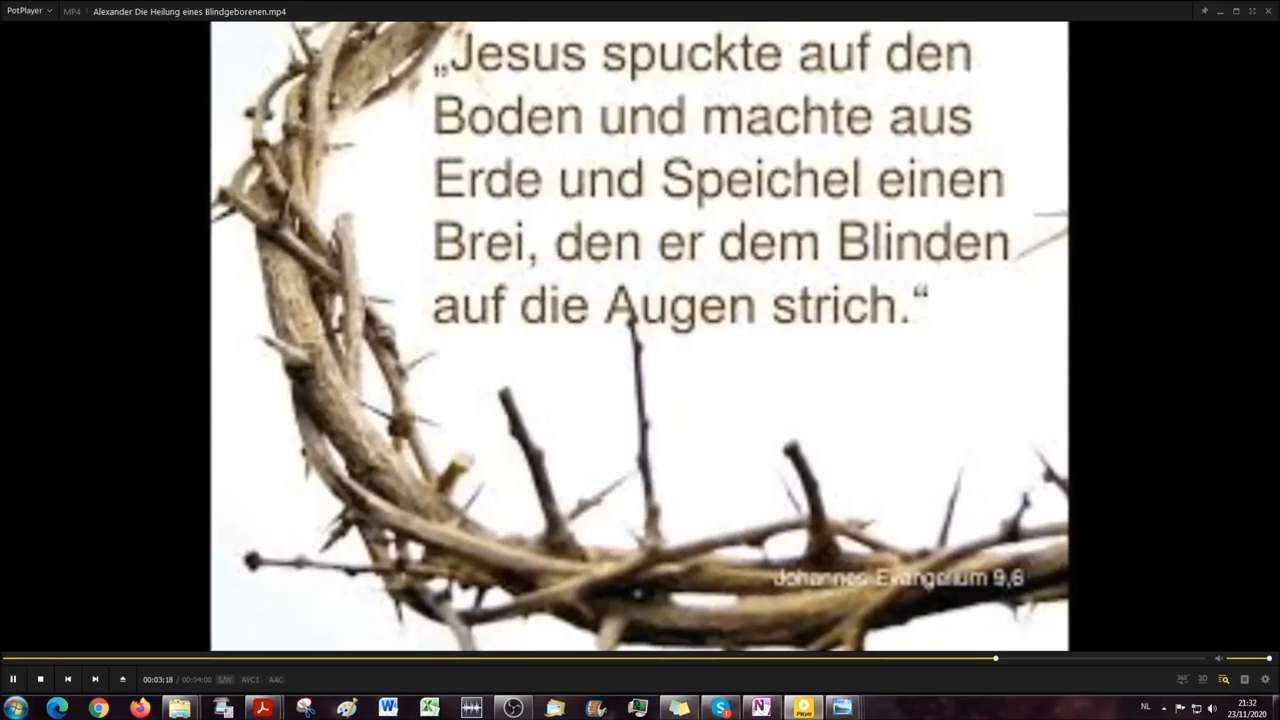 PotPlayer
MP4
Alexander Die Heilung eines Blindgeborenen.mp4
„Jesus spuckte auf den
Boden und machte aus
Erde und Speichel einen
Brei, den er dem Blinden
auf die Augen strich.“
Johannes Evangelium 9,6
00:03:18 / 00:04:00 S/W AVC1 AAC
360° 3D
NL
21:32
23/11/2020